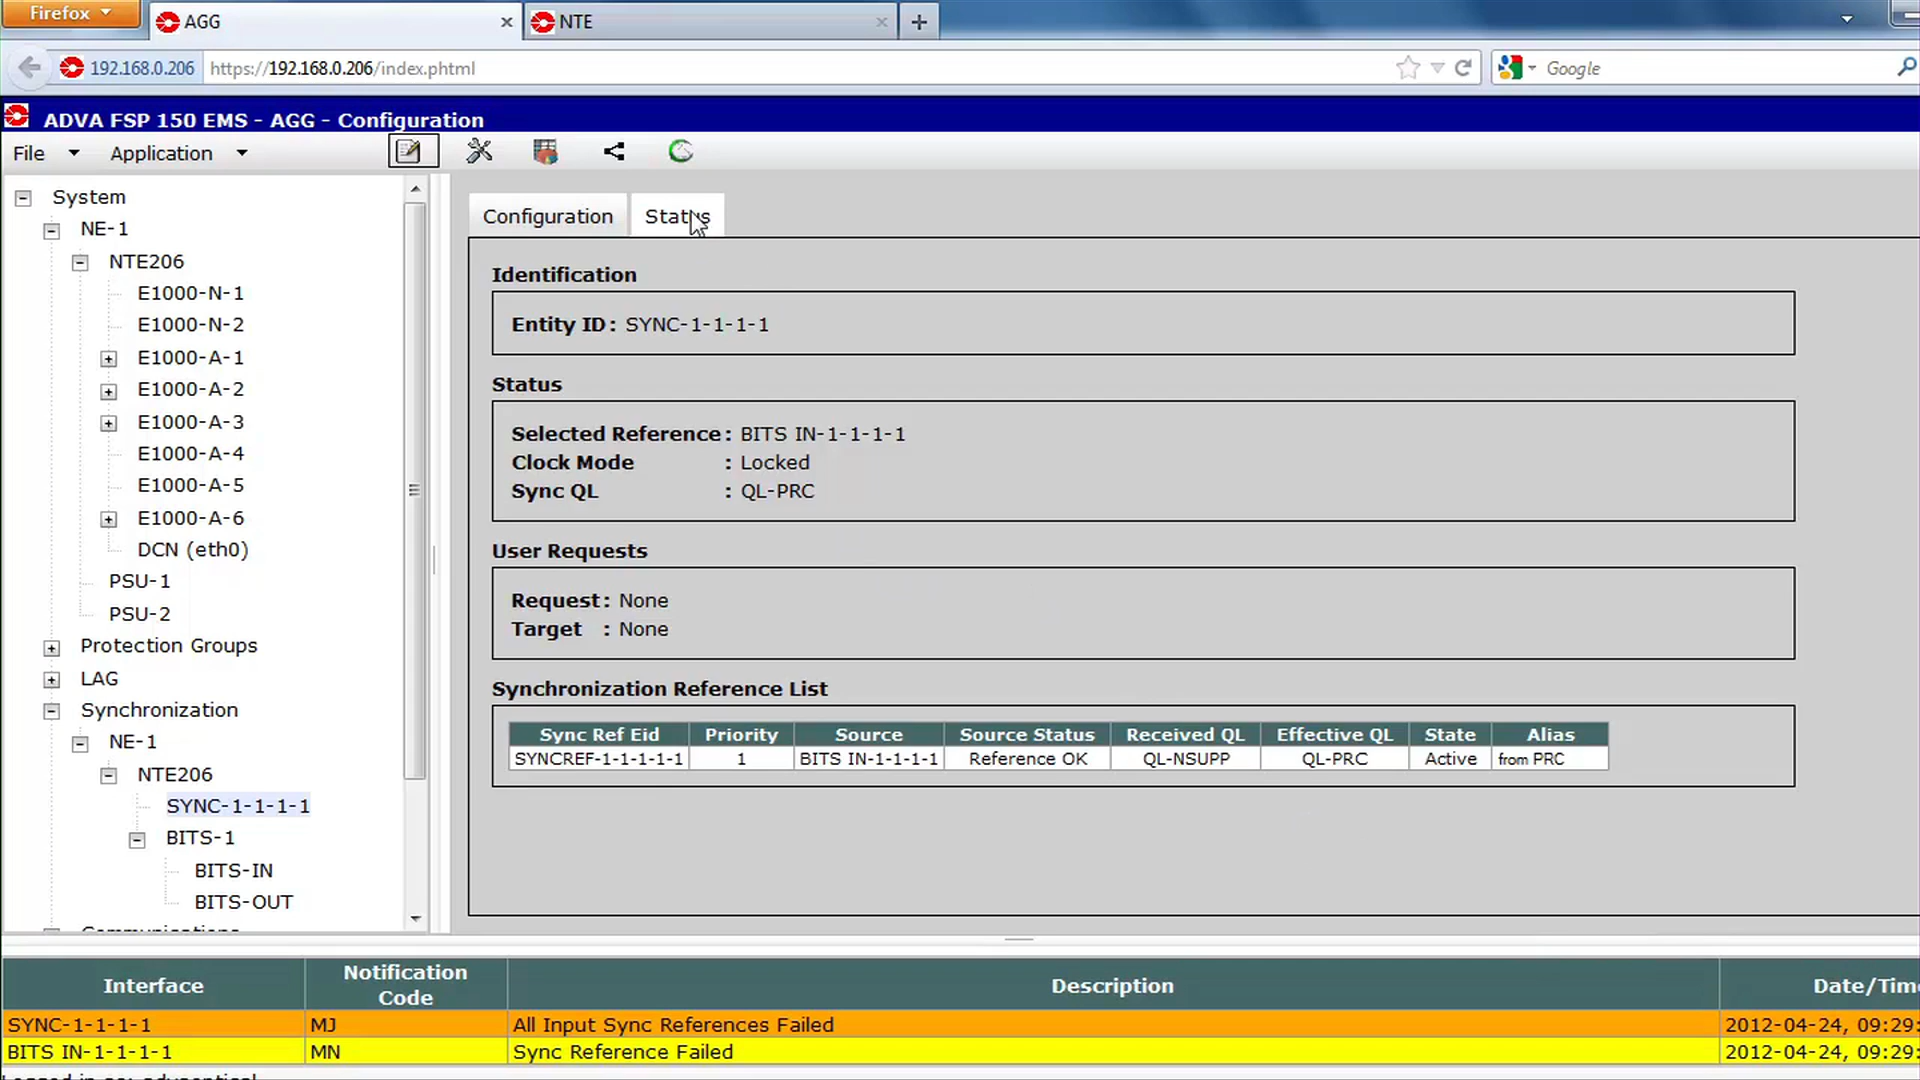 Firefox
AGG
NTE
192.168.0.206
https://192.168.0.206/index.phtml
Google
ADVA FSP 150 EMS - AGG - Configuration
File
Application
System
NE-1
NTE206
E1000-N-1
E1000-N-2
E1000-A-1
E1000-A-2
E1000-A-3
E1000-A-4
E1000-A-5
E1000-A-6
DCN (eth0)
PSU-1
PSU-2
Protection Groups
LAG
Synchronization
NE-1
NTE206
SYNC-1-1-1-1
BITS-1
BITS-IN
BITS-OUT
Configuration
Status
Identification
Entity ID: SYNC-1-1-1-1
Status
Selected Reference: BITS IN-1-1-1-1
Clock Mode : Locked
Sync QL : QL-PRC
User Requests
Request: None
Target : None
Synchronization Reference List
Sync Ref Eid Priority Source Source Status Received QL Effective QL State Alias
SYNCREF-1-1-1-1-1 1 BITS IN-1-1-1-1 Reference OK QL-NSUPP QL-PRC Active from PRC
Interface Notification Code Description Date/Time
SYNC-1-1-1-1 MJ All Input Sync References Failed 2012-04-24, 09:29:
BITS IN-1-1-1-1 MN Sync Reference Failed 2012-04-24, 09:29: